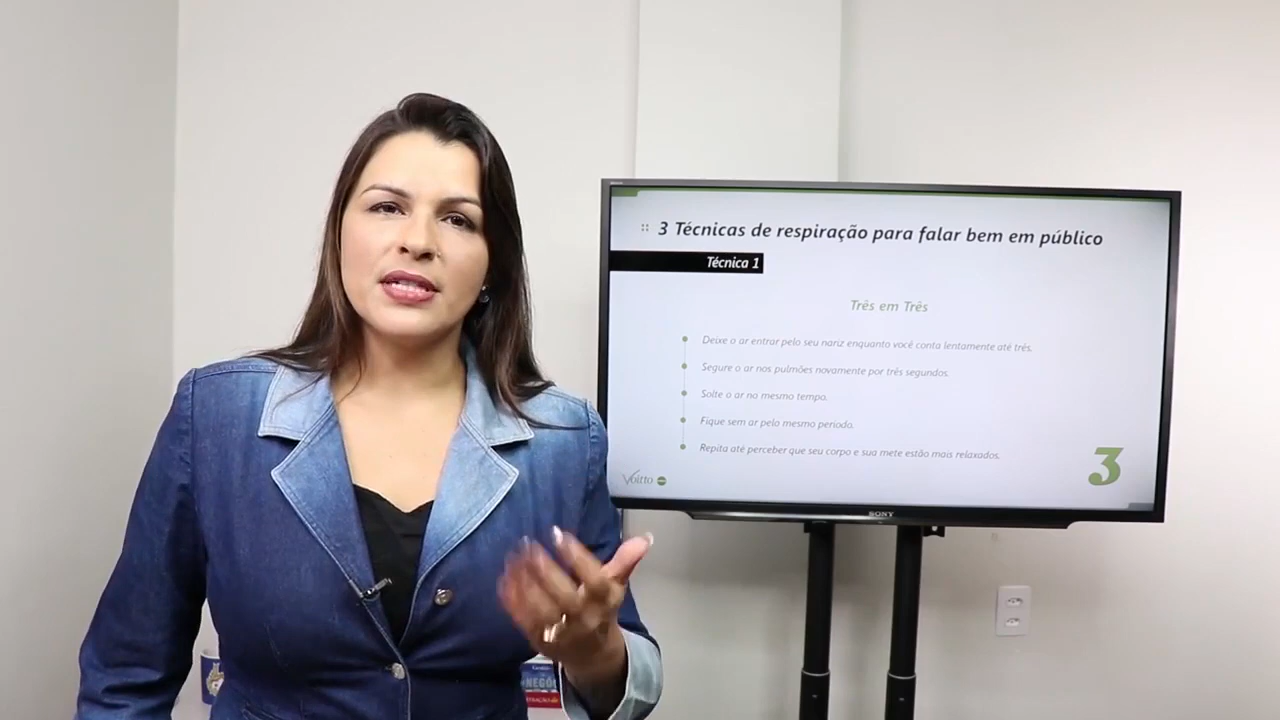 3 Técnicas de respiração para falar bem em público
Técnica 1
Três em Três
Deixe o ar entrar pelo seu nariz enquanto você conta lentamente até três.
Segure o ar nos pulmões novamente por três segundos.
Solte o ar no mesmo tempo.
Fique sem ar pelo mesmo período.
Repita até perceber que seu corpo e sua mete estão mais relaxados.
Voitto
3
SONY
NEGÓC